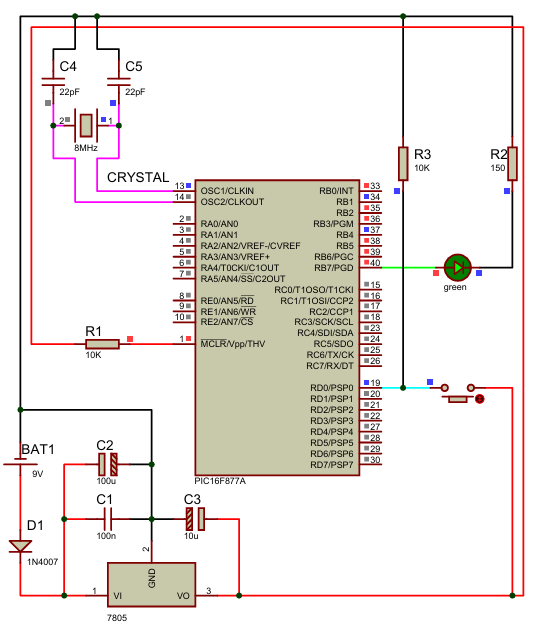 C4
22pF
C5
22pF
2
1
8MHz
CRYSTAL
R3
10K
R2
150
13 OSC1/CLKIN
14 OSC2/CLKOUT
2 RA0/AN0
3 RA1/AN1
4 RA2/AN2/VREF-/CVREF
5 RA3/AN3/VREF+
6 RA4/T0CKI/C1OUT
7 RA5/AN4/SS/C2OUT
8 RE0/AN5/RD
9 RE1/AN6/WR
10 RE2/AN7/CS
1 MCLR/Vpp/THV
RB0/INT 33
RB1 34
RB2 35
RB3/PGM 36
RB4 37
RB5 38
RB6/PGC 39
RB7/PGD 40
RC0/T1OSO/T1CKI 15
RC1/T1OSI/CCP2 16
RC2/CCP1 17
RC3/SCK/SCL 18
RC4/SDI/SDA 23
RC5/SDO 24
RC6/TX/CK 25
RC7/RX/DT 26
RD0/PSP0 19
RD1/PSP1 20
RD2/PSP2 21
RD3/PSP3 22
RD4/PSP4 27
RD5/PSP5 28
RD6/PSP6 29
RD7/PSP7 30
PIC16F877A
green
R1
10K
BAT1
9V
D1
1N4007
C2
100u
C1
100n
C3
10u
2
GND
1
VI
VO
3
7805